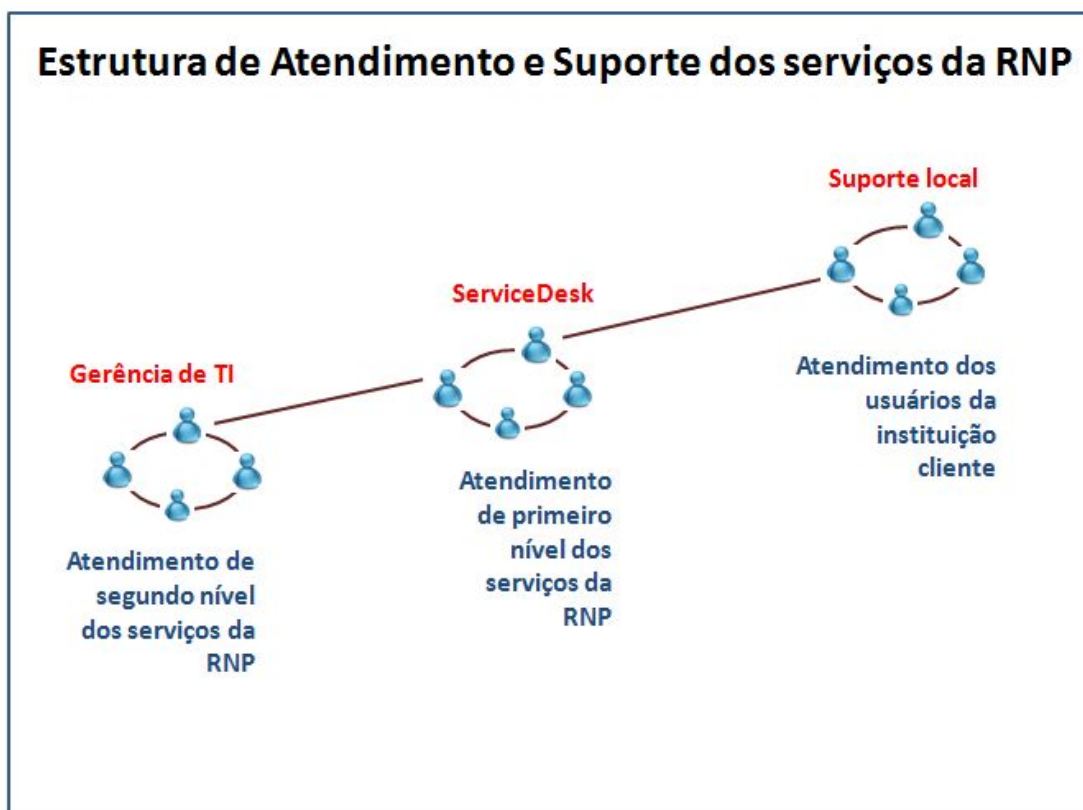 Estrutura de Atendimento e Suporte dos serviços da RNP
Suporte local
Atendimento dos
usuários da
instituição
cliente
ServiceDesk
Atendimento
de primeiro
nível dos
serviços da
RNP
Gerência de TI
Atendimento de
segundo nível
dos serviços da
RNP